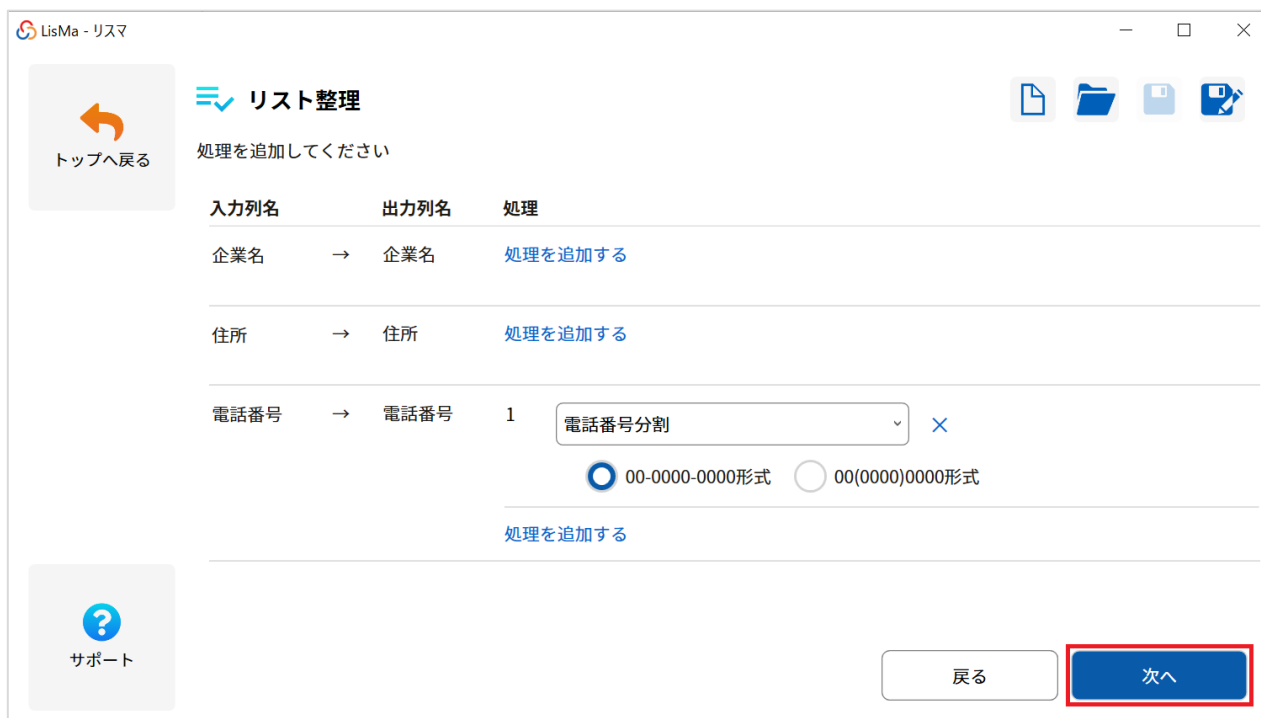 LisMa - リスマ
トップへ戻る
リスト整理
処理を追加してください
入力列名 出力列名 処理
企業名 → 企業名 処理を追加する
住所 → 住所 処理を追加する
電話番号 → 電話番号 1 電話番号分割
00-0000-0000形式 00(0000)0000形式
処理を追加する
サポート
戻る 次へ